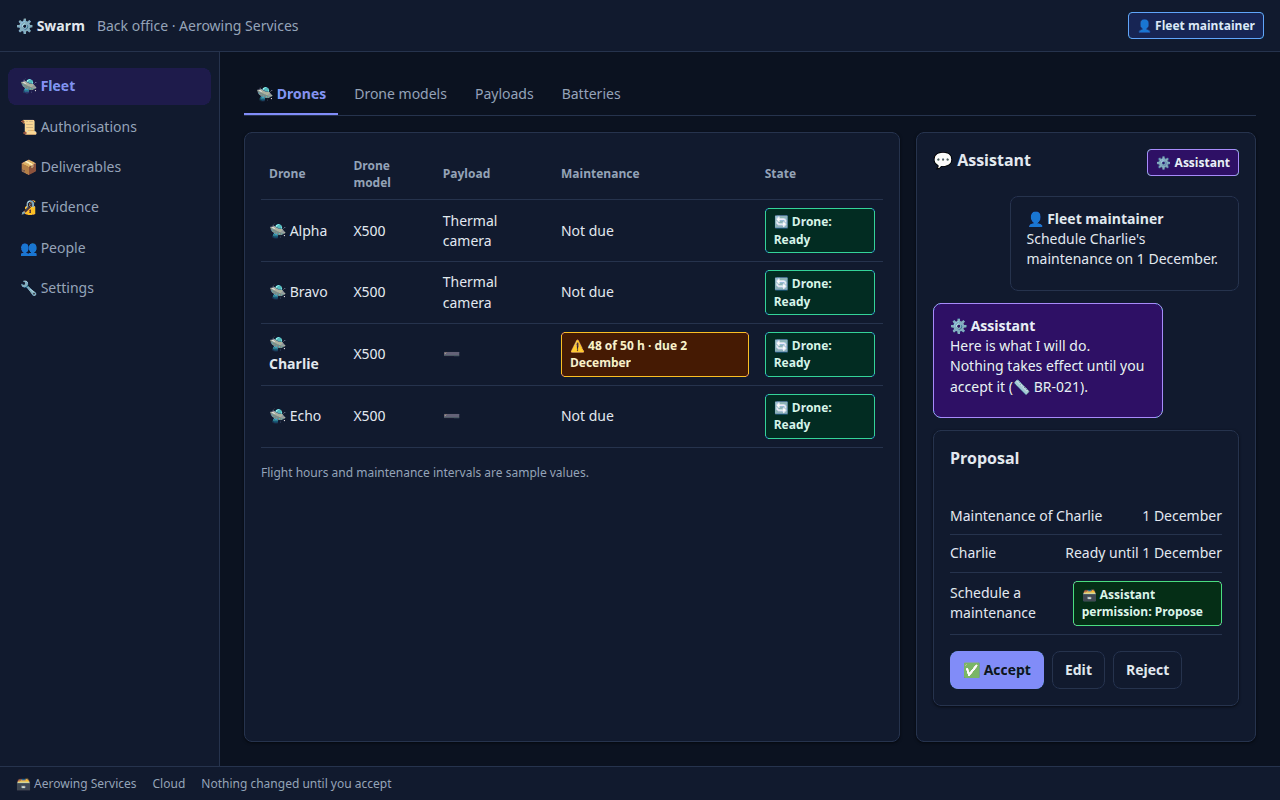 ⚙️ Swarm Back office · Aerowing Services
👤 Fleet maintainer
🛸 Fleet
📜 Authorisations
📦 Deliverables
🔏 Evidence
👥 People
🔧 Settings
🛸 Drones Drone models Payloads Batteries
Drone Drone model Payload Maintenance State
🛸 Alpha X500 Thermal camera Not due 🔄 Drone: Ready
🛸 Bravo X500 Thermal camera Not due 🔄 Drone: Ready
🛸 Charlie X500 ➖ ⚠️ 48 of 50 h · due 2 December 🔄 Drone: Ready
🛸 Echo X500 ➖ Not due 🔄 Drone: Ready
Flight hours and maintenance intervals are sample values.
💬 Assistant
⚙️ Assistant
👤 Fleet maintainer
Schedule Charlie's
maintenance on 1 December.
⚙️ Assistant
Here is what I will do.
Nothing takes effect until you
accept it (📏 BR-021).
Proposal
Maintenance of Charlie 1 December
Charlie Ready until 1 December
Schedule a maintenance 🗃️ Assistant permission: Propose
✅ Accept Edit Reject
🗃️ Aerowing Services Cloud Nothing changed until you accept